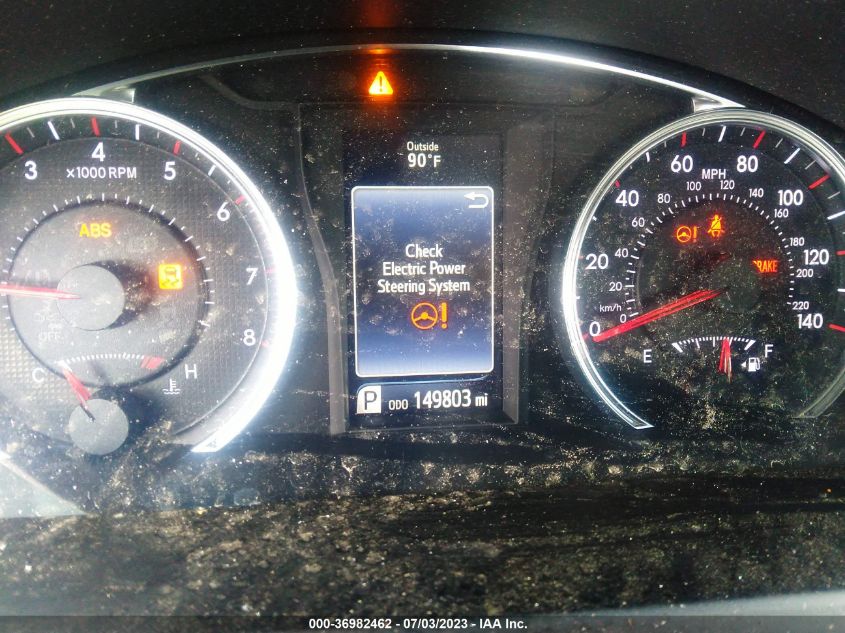 Outside
90°F
Check
Electric Power
Steering System
P ODO 149803 mi
3 4 5 6 7 8
×1000 RPM
ABS
OFF
C H
0 20 40 60 80 100 120 140
MPH
0 20 40 60 80 100 120 140 160 180 200 220
km/h
BRAKE
E F
000-36982462 - 07/03/2023 - IAA Inc.